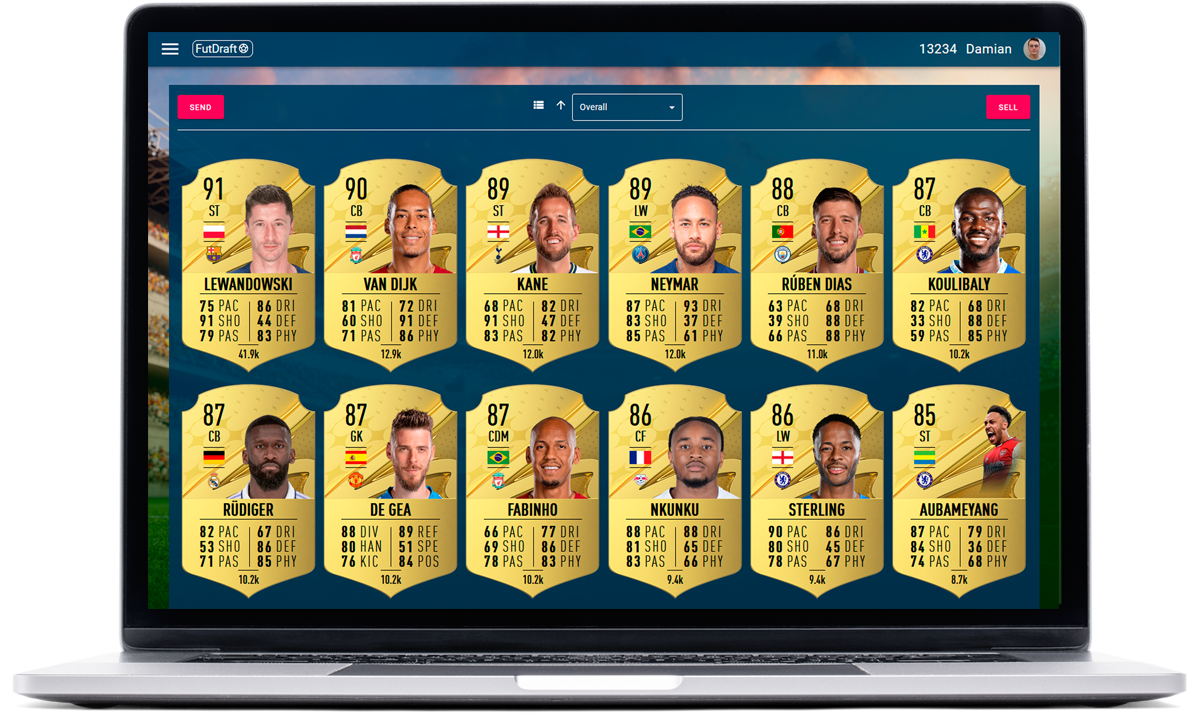 FutDraft
13234 Damian
SEND
Overall
SELL
91
ST
LEWANDOWSKI
75 PAC 86 DRI
91 SHO 44 DEF
79 PAS 83 PHY
41.9k
90
CB
VAN DIJK
81 PAC 72 DRI
60 SHO 91 DEF
71 PAS 86 PHY
12.9k
89
ST
KANE
68 PAC 82 DRI
91 SHO 47 DEF
83 PAS 82 PHY
12.0k
89
LW
NEYMAR
87 PAC 93 DRI
83 SHO 37 DEF
85 PAS 61 PHY
12.0k
88
CB
RÚBEN DIAS
63 PAC 68 DRI
39 SHO 88 DEF
66 PAS 88 PHY
11.0k
87
CB
KOULIBALY
82 PAC 68 DRI
33 SHO 88 DEF
59 PAS 85 PHY
10.2k
87
CB
RÜDIGER
82 PAC 67 DRI
53 SHO 86 DEF
71 PAS 85 PHY
10.2k
87
GK
DE GEA
88 DIV 89 REF
80 HAN 51 SPE
76 KIC 84 POS
10.2k
87
CDM
FABINHO
66 PAC 77 DRI
69 SHO 86 DEF
78 PAS 83 PHY
10.2k
86
CF
NKUNKU
88 PAC 88 DRI
81 SHO 65 DEF
83 PAS 66 PHY
9.4k
86
LW
STERLING
90 PAC 86 DRI
80 SHO 45 DEF
78 PAS 67 PHY
9.4k
85
ST
AUBAMEYANG
87 PAC 79 DRI
84 SHO 36 DEF
74 PAS 68 PHY
8.7k